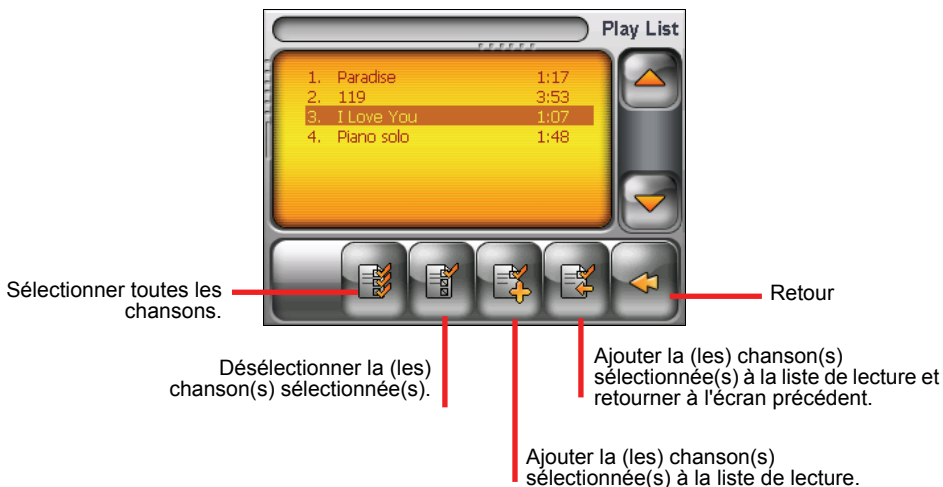 Play List
1. Paradise 1:17
2. 119 3:53
3. I Love You 1:07
4. Piano solo 1:48
Sélectionner toutes les
chansons.
Retour
Désélectionner la (les)
chanson(s) sélectionnée(s).
Ajouter la (les) chanson(s)
sélectionnée(s) à la liste de lecture et
retourner à l'écran précédent.
Ajouter la (les) chanson(s)
sélectionnée(s) à la liste de lecture.